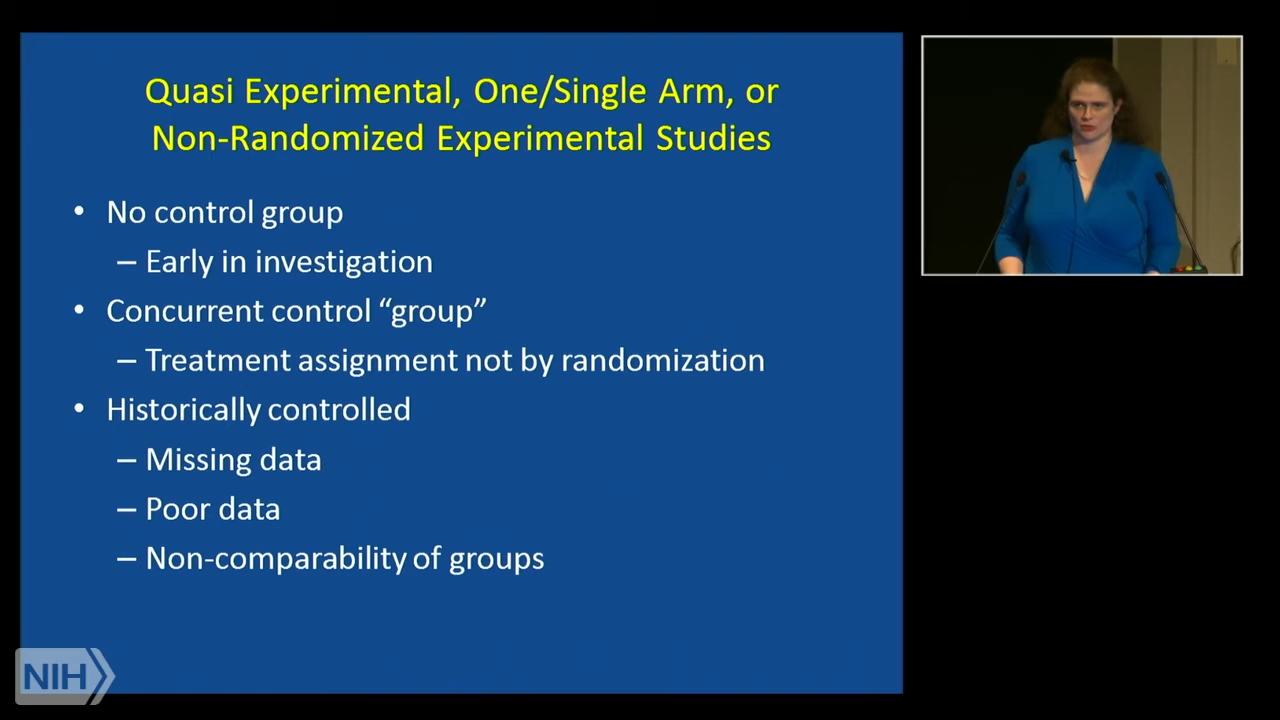 Quasi Experimental, One/Single Arm, or
Non-Randomized Experimental Studies
• No control group
– Early in investigation
• Concurrent control “group”
– Treatment assignment not by randomization
• Historically controlled
– Missing data
– Poor data
– Non-comparability of groups
NIH